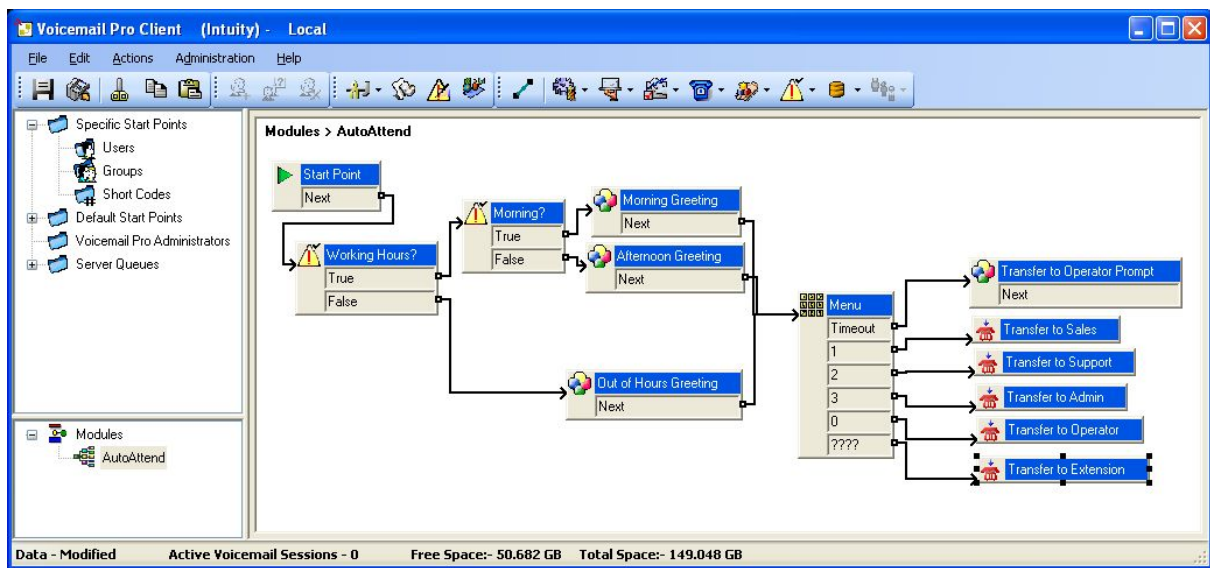 Voicemail Pro Client (Intuity) - Local
File Edit Actions Administration Help
Specific Start Points
Users
Groups
Short Codes
Default Start Points
Voicemail Pro Administrators
Server Queues
Modules
AutoAttend
Modules > AutoAttend
Start Point
Next
Working Hours?
True
False
Morning?
True
False
Morning Greeting
Next
Afternoon Greeting
Next
Out of Hours Greeting
Next
Menu
Timeout
1
2
3
0
????
Transfer to Operator Prompt
Next
Transfer to Sales
Transfer to Support
Transfer to Admin
Transfer to Operator
Transfer to Extension
Data - Modified Active Voicemail Sessions - 0 Free Space:- 50.682 GB Total Space:- 149.048 GB